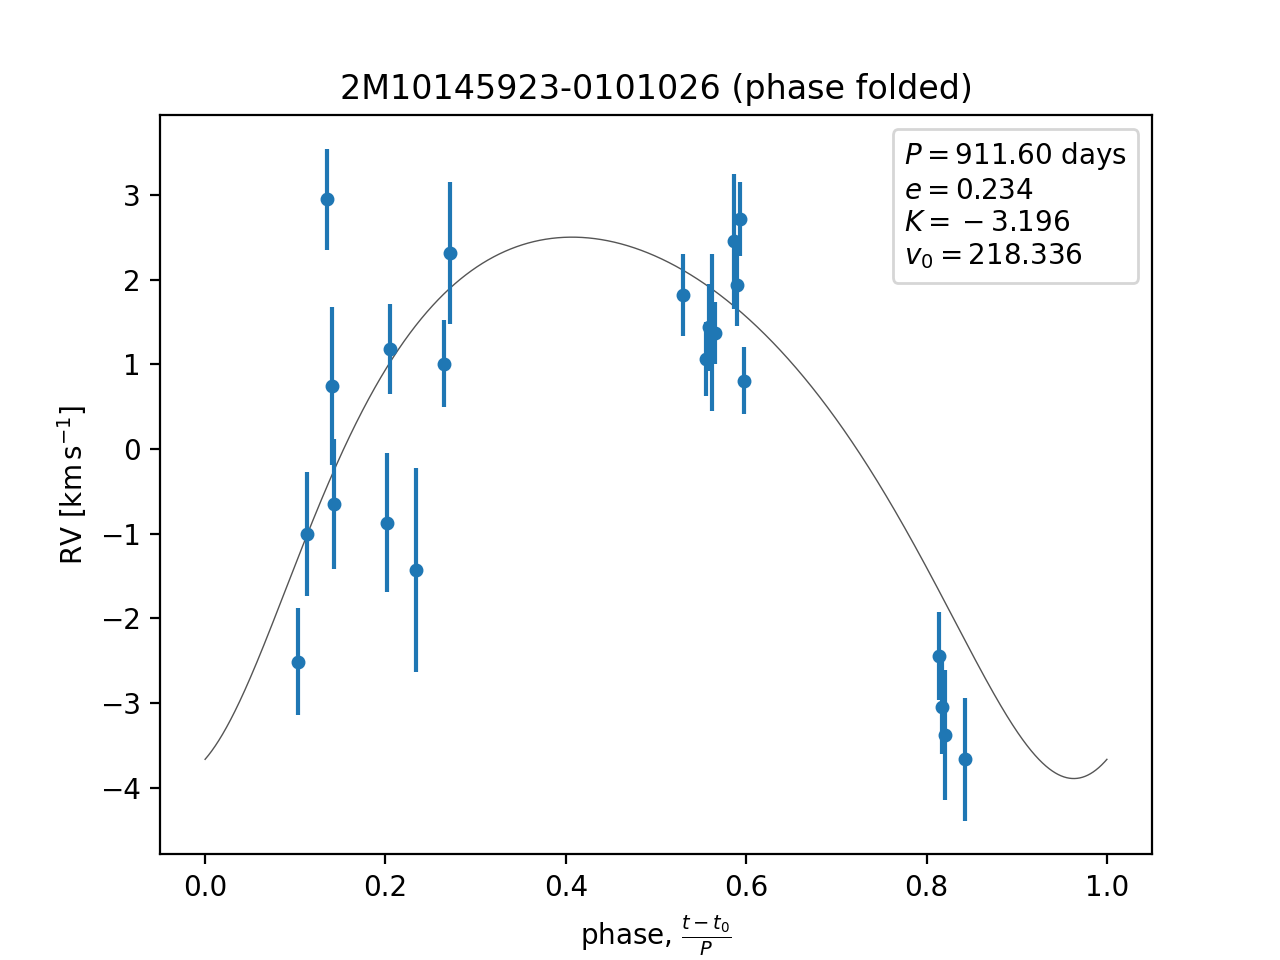 2M10145923-0101026 (phase folded)
P = 911.60 days
e = 0.234
K = − 3.196
v₀ = 218.336
RV [km s⁻¹]
3
2
1
0
−1
−2
−3
−4
0.0 0.2 0.4 0.6 0.8 1.0
phase, (t − t₀)/P